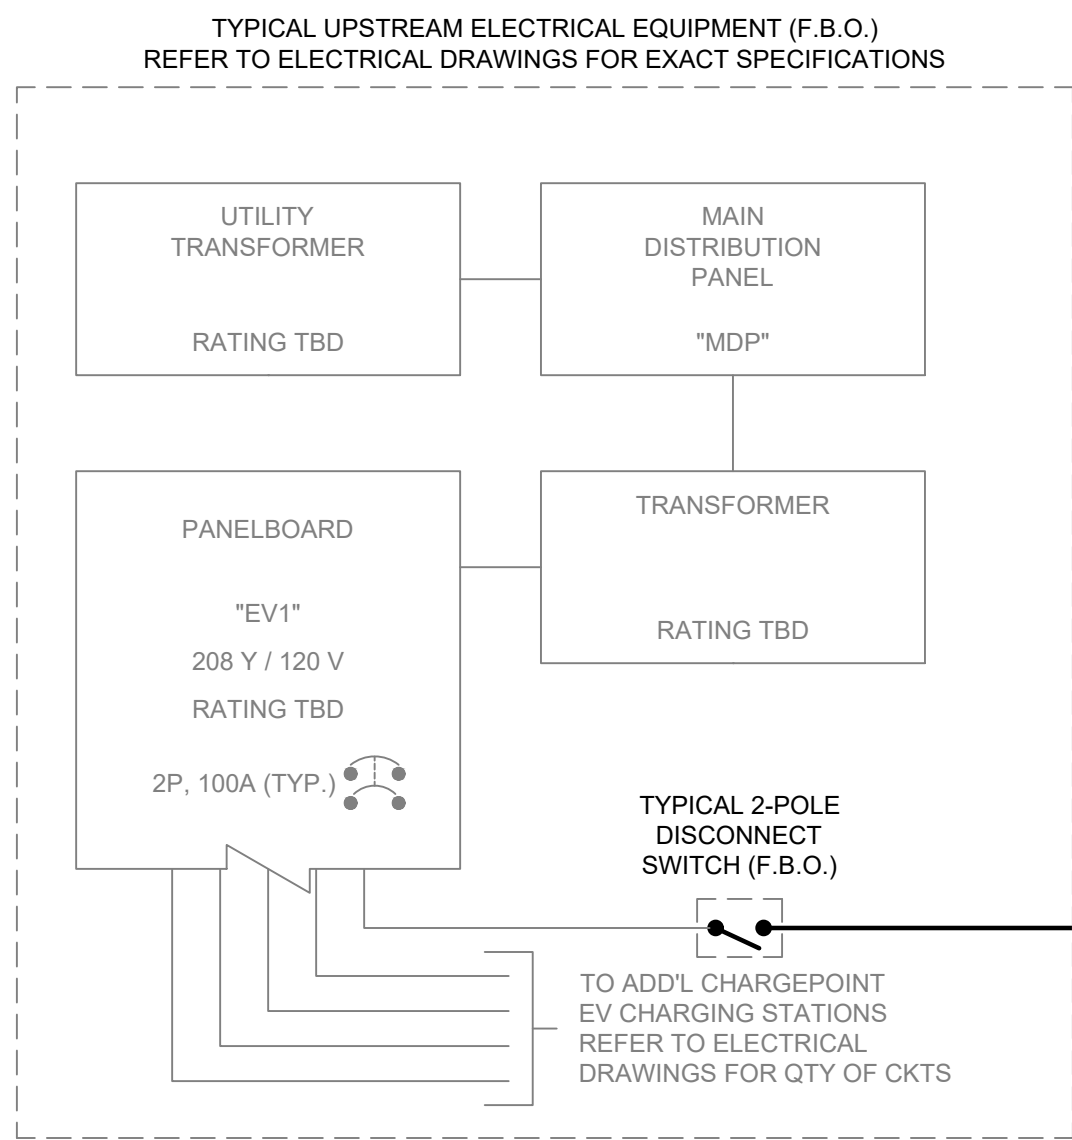 TYPICAL UPSTREAM ELECTRICAL EQUIPMENT (F.B.O.)
REFER TO ELECTRICAL DRAWINGS FOR EXACT SPECIFICATIONS
UTILITY
TRANSFORMER
RATING TBD
MAIN
DISTRIBUTION
PANEL
"MDP"
PANELBOARD
"EV1"
208 Y / 120 V
RATING TBD
2P, 100A (TYP.)
TRANSFORMER
RATING TBD
TYPICAL 2-POLE
DISCONNECT
SWITCH (F.B.O.)
TO ADD'L CHARGEPOINT
EV CHARGING STATIONS
REFER TO ELECTRICAL
DRAWINGS FOR QTY OF CKTS